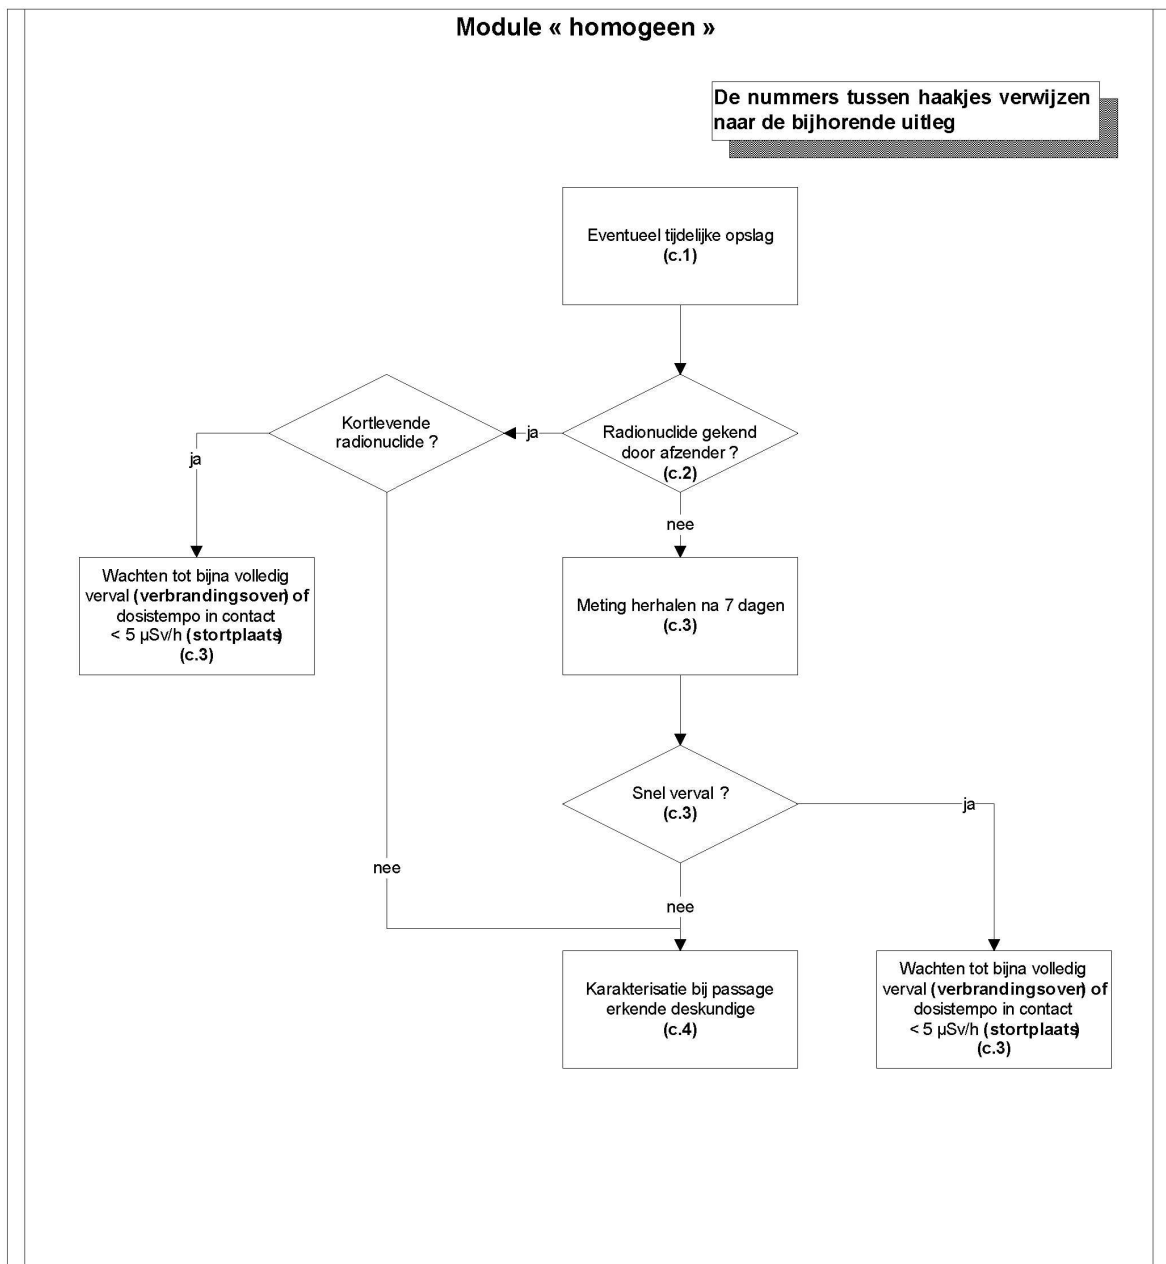 Module « homogeen »
De nummers tussen haakjes verwijzen
naar de bijhorende uitleg
Eventueel tijdelijke opslag
(c.1)
Kortlevende
radionuclide ?
ja
Radionuclide gekend
door afzender ?
(c.2)
ja
nee
Wachten tot bijna volledig
verval (verbrandingsoven) of
dosistempo in contact
< 5 µSv/h (stortplaats)
(c.3)
Meting herhalen na 7 dagen
(c.3)
Snel verval ?
(c.3)
ja
nee
nee
Karakterisatie bij passage
erkende deskundige
(c.4)
Wachten tot bijna volledig
verval (verbrandingsoven) of
dosistempo in contact
< 5 µSv/h (stortplaats)
(c.3)